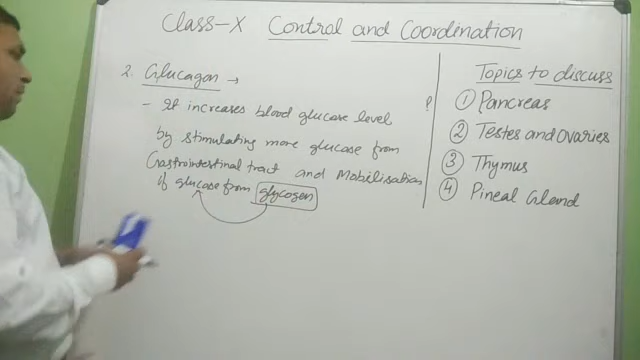 Class-X Control and Coordination
2. Glucagon →
- It increases blood glucose level
by stimulating more glucose from
Gastrointestinal tract and Mobilisation
of glucose from glycogen
Topics to discuss
① Pancreas
② Testes and ovaries
③ Thymus
④ Pineal Gland